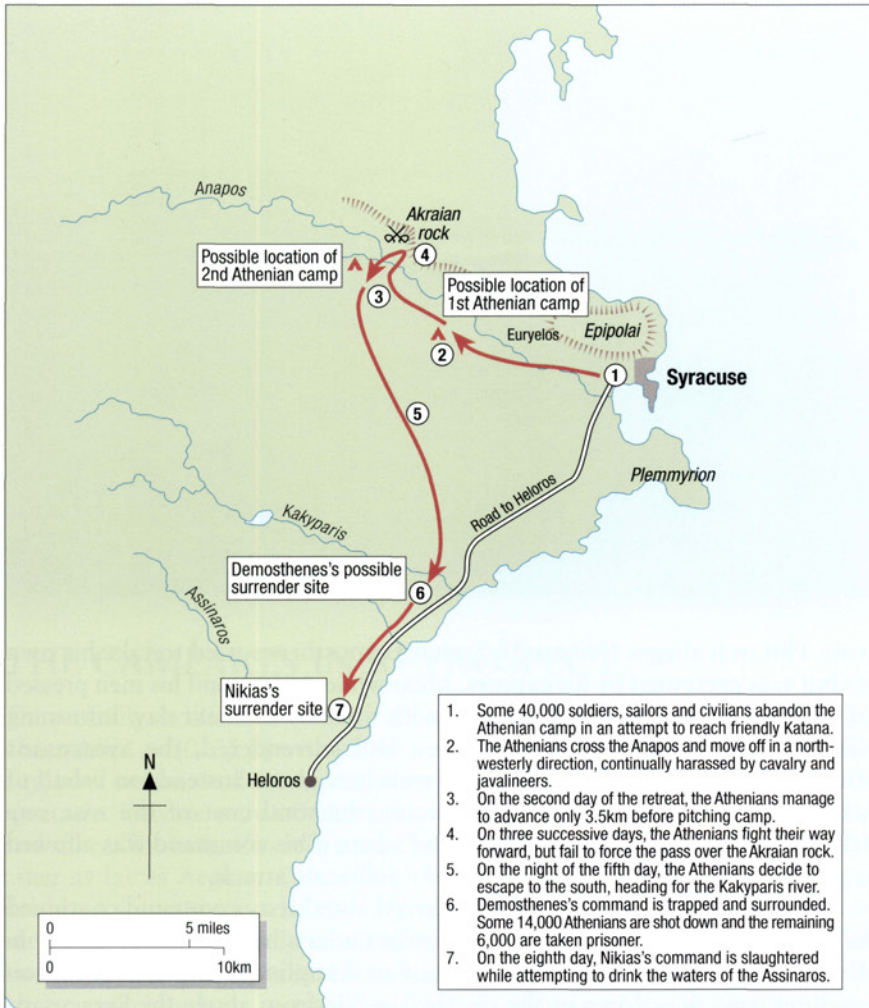 Anapos
Akraian
rock
4
Possible location of
2nd Athenian camp
3
Possible location of
1st Athenian camp
2
Euryelos
Epipolai
1
Syracuse
5
Plemmyrion
Road to Heloros
Kakyparis
Demosthenes's possible
surrender site
6
Assinaros
Nikias's
surrender site
7
N
Heloros
0
5 miles
0
10km
1. Some 40,000 soldiers, sailors and civilians abandon the
Athenian camp in an attempt to reach friendly Katana.
2. The Athenians cross the Anapos and move off in a north-
westerly direction, continually harassed by cavalry and
javalineers.
3. On the second day of the retreat, the Athenians manage
to advance only 3.5km before pitching camp.
4. On three successive days, the Athenians fight their way
forward, but fail to force the pass over the Akraian rock.
5. On the night of the fifth day, the Athenians decide to
escape to the south, heading for the Kakyparis river.
6. Demosthenes's command is trapped and surrounded.
Some 14,000 Athenians are shot down and the remaining
6,000 are taken prisoner.
7. On the eighth day, Nikias's command is slaughtered
while attempting to drink the waters of the Assinaros.